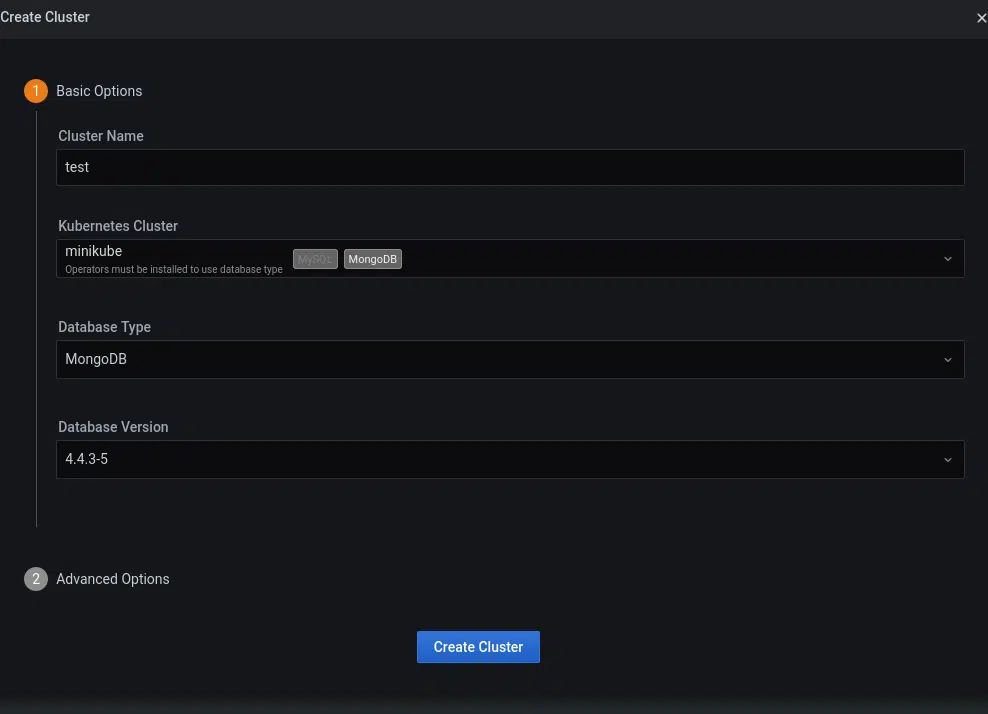 Create Cluster
1 Basic Options
Cluster Name
test
Kubernetes Cluster
minikube
Operators must be installed to use database type MySQL MongoDB
Database Type
MongoDB
Database Version
4.4.3-5
2 Advanced Options
Create Cluster